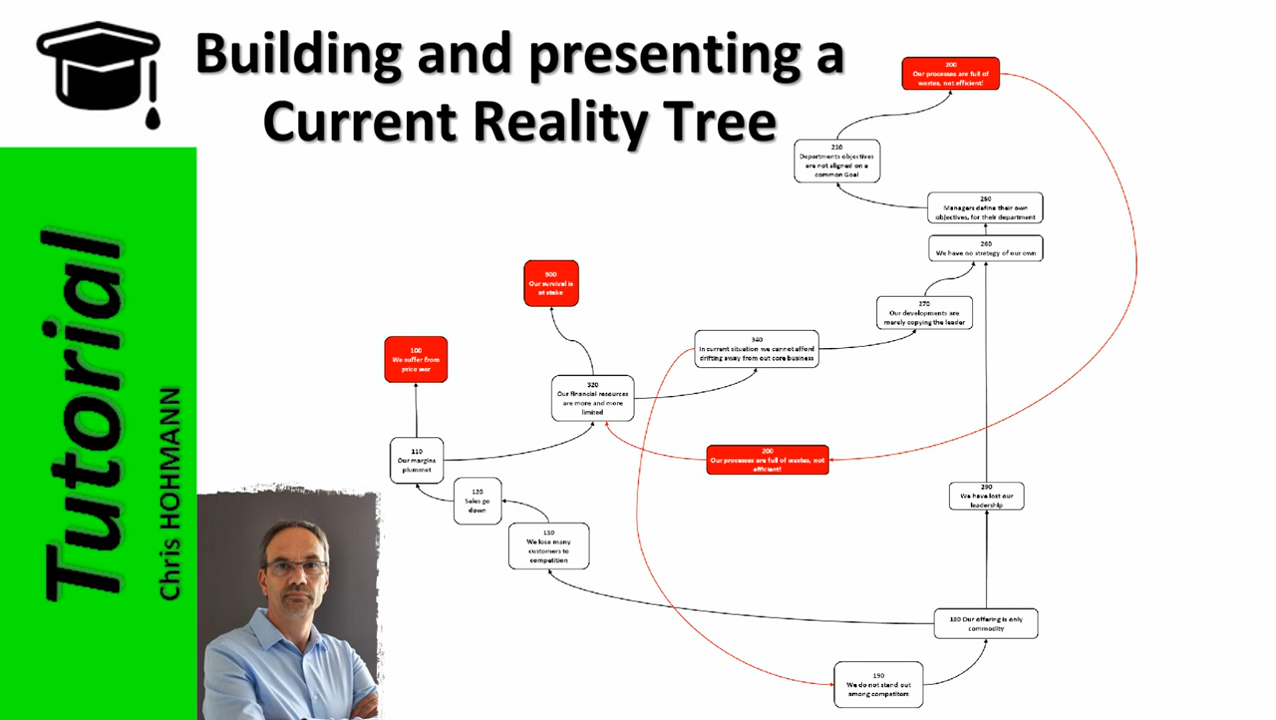 Building and presenting a
Current Reality Tree
Tutorial
Chris HOHMANN
200
Our processes are full of
wastes, not efficient!
210
Departments objectives
are not aligned on a
common Goal
250
Managers define their own
objectives, for their department
260
We have no strategy of our own
270
Our developments are
merely copying the leader
300
Our survival is
at stake
340
In current situation we cannot afford
drifting away from out core business
100
We suffer from
price war
320
Our financial resources
are more and more
limited
110
Our margins
plummet
200
Our processes are full of wastes, not
efficient!
120
Sales go
down
290
We have lost our
leadership
130
We lose many
customers to
competition
180 Our offering is only
commodity
190
We do not stand out
among competitors